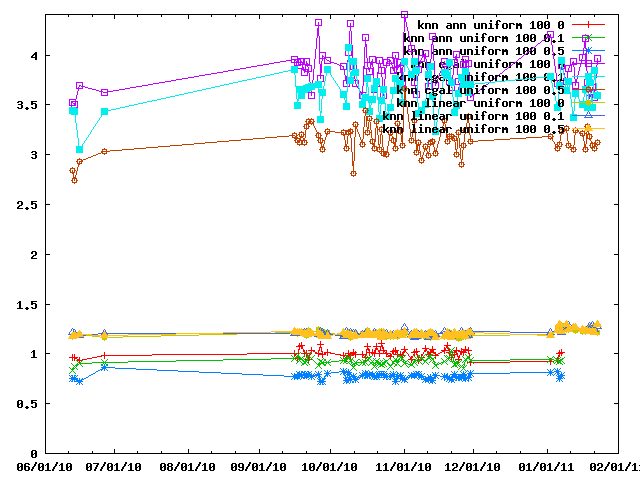 4
3.5
3
2.5
2
1.5
1
0.5
0
06/01/10 07/01/10 08/01/10 09/01/10 10/01/10 11/01/10 12/01/10 01/01/11 02/01/11
knn ann uniform 100 0
knn ann uniform 100 0.1
knn ann uniform 100 0.5
knn cgal uniform 100 0
knn cgal uniform 100 0.1
knn cgal uniform 100 0.5
knn linear uniform 100 0
knn linear uniform 100 0.1
knn linear uniform 100 0.5